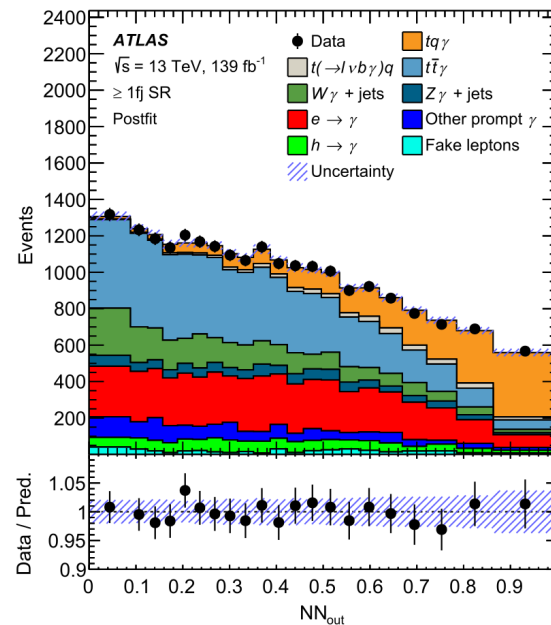 2400
2200
2000
1800
1600
1400
1200
1000
800
600
400
200
Events
ATLAS
√s = 13 TeV, 139 fb⁻¹
≥ 1fj SR
Postfit
Data
tqγ
t(→lνbγ)q
tt̄γ
Wγ + jets
Zγ + jets
e → γ
Other prompt γ
h → γ
Fake leptons
Uncertainty
1.05
1
0.95
0.9
Data / Pred.
0 0.1 0.2 0.3 0.4 0.5 0.6 0.7 0.8 0.9
NNout